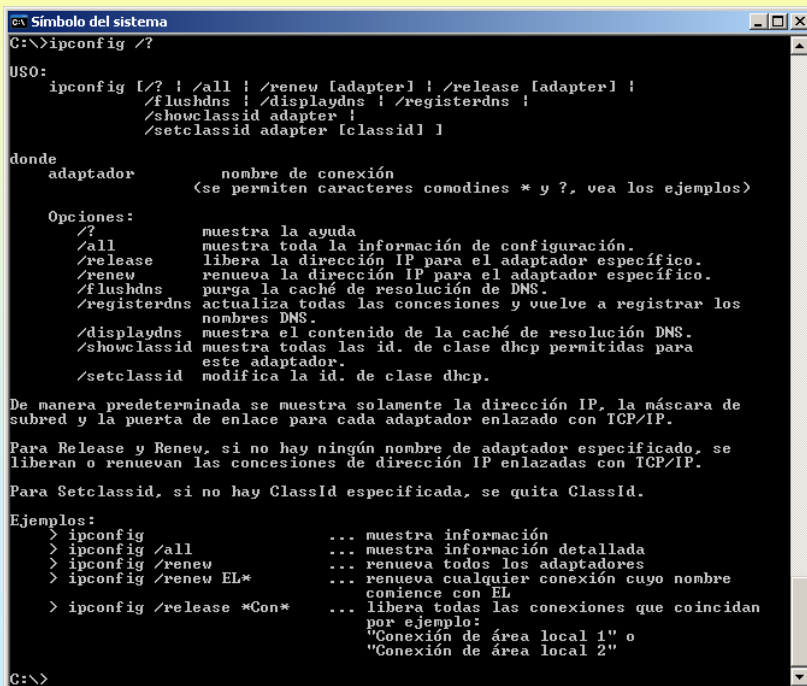 Símbolo del sistema
C:\>ipconfig /?
USO:
ipconfig [/? | /all | /renew [adapter] | /release [adapter] |
/flushdns | /displaydns | /registerdns |
/showclassid adapter |
/setclassid adapter [classid] ]
donde
adaptador nombre de conexión
(se permiten caracteres comodines * y ?, vea los ejemplos)
Opciones:
/? muestra la ayuda
/all muestra toda la información de configuración.
/release libera la dirección IP para el adaptador específico.
/renew renueva la dirección IP para el adaptador específico.
/flushdns purga la caché de resolución de DNS.
/registerdns actualiza todas las concesiones y vuelve a registrar los
nombres DNS.
/displaydns muestra el contenido de la caché de resolución DNS.
/showclassid muestra todas las id. de clase dhcp permitidas para
este adaptador.
/setclassid modifica la id. de clase dhcp.
De manera predeterminada se muestra solamente la dirección IP, la máscara de
subred y la puerta de enlace para cada adaptador enlazado con TCP/IP.
Para Release y Renew, si no hay ningún nombre de adaptador especificado, se
liberan o renuevan las concesiones de dirección IP enlazadas con TCP/IP.
Para Setclassid, si no hay ClassId especificada, se quita ClassId.
Ejemplos:
> ipconfig ... muestra información
> ipconfig /all ... muestra información detallada
> ipconfig /renew ... renueva todos los adaptadores
> ipconfig /renew EL* ... renueva cualquier conexión cuyo nombre
comience con EL
> ipconfig /release *Con* ... libera todas las conexiones que coincidan
por ejemplo:
"Conexión de área local 1" o
"Conexión de área local 2"
C:\>